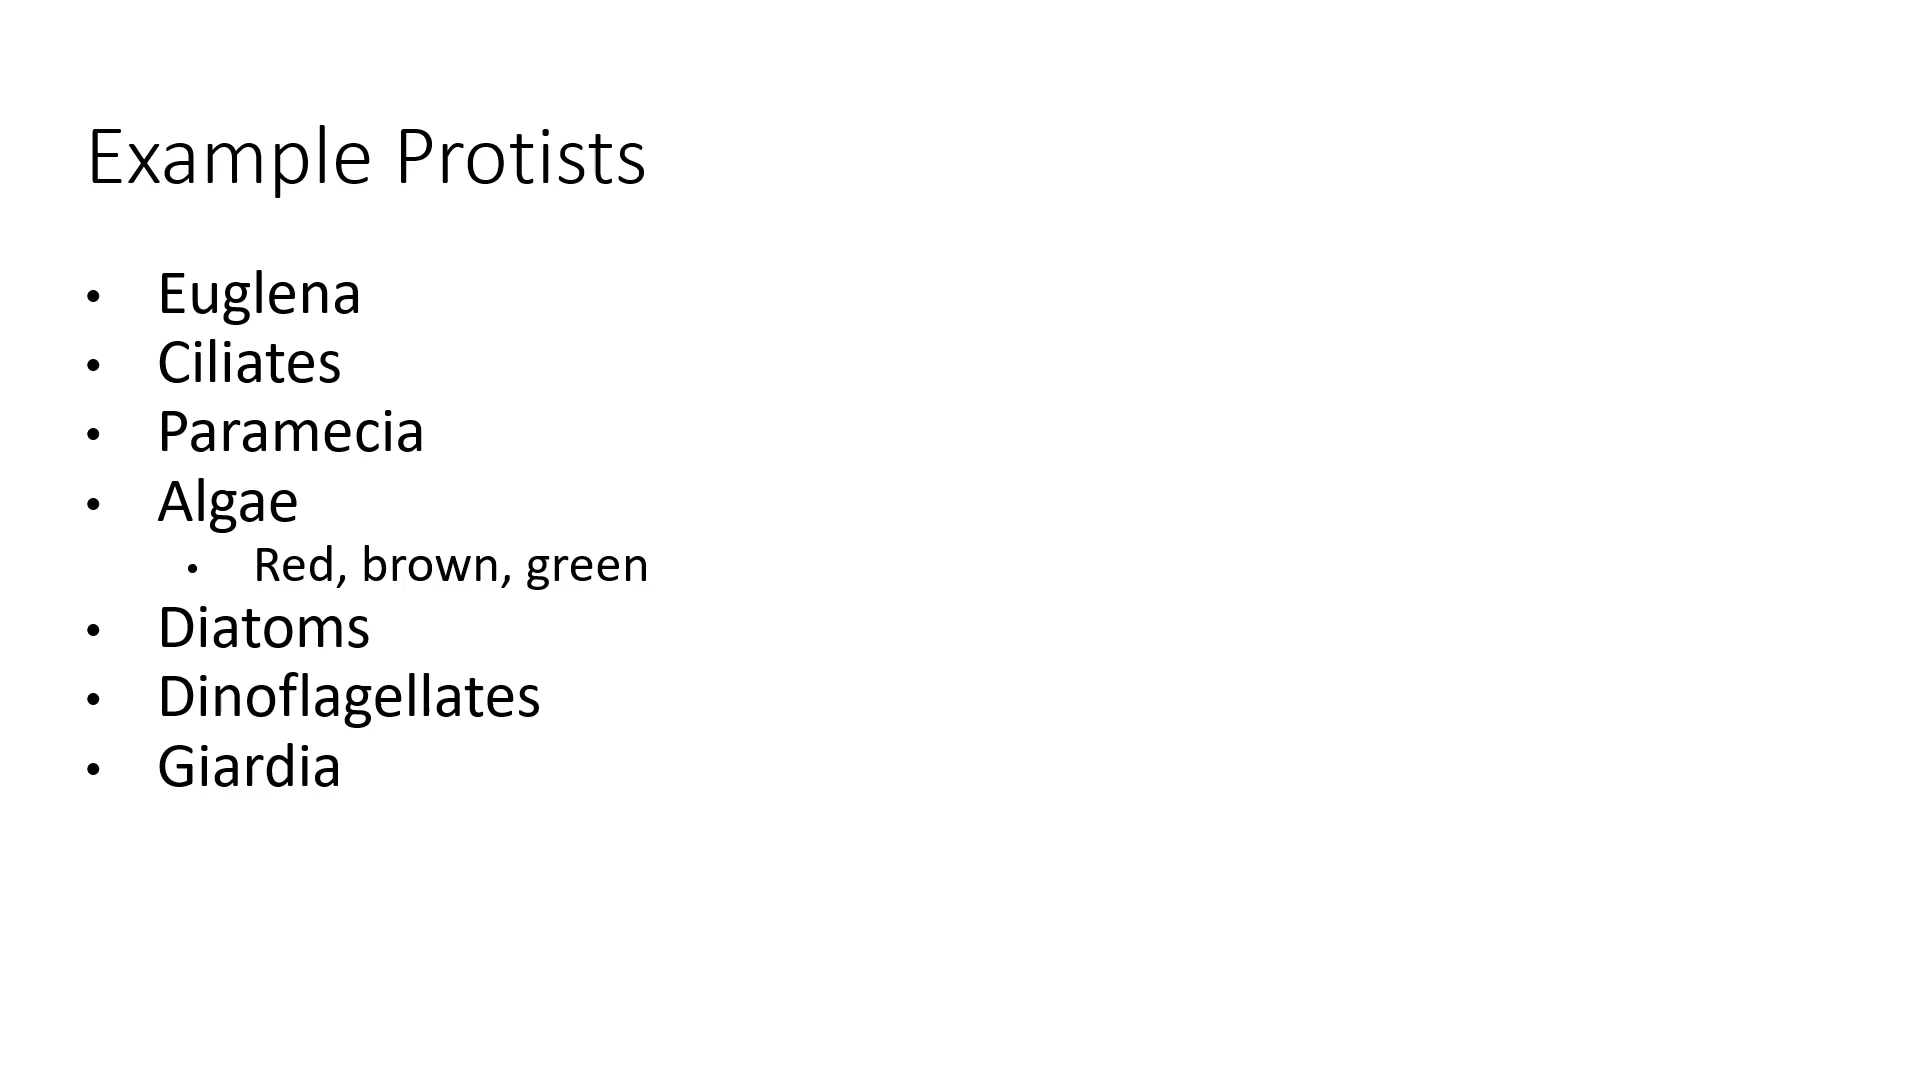 Example Protists
• Euglena
• Ciliates
• Paramecia
• Algae
• Red, brown, green
• Diatoms
• Dinoflagellates
• Giardia